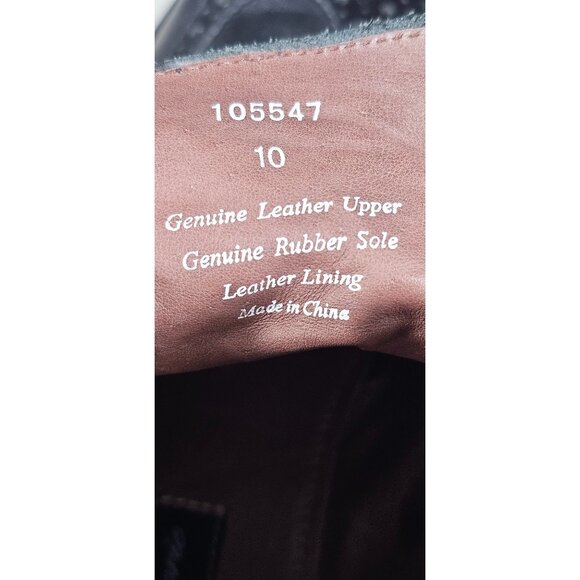 105547
10
Genuine Leather Upper
Genuine Rubber Sole
Leather Lining
Made in China